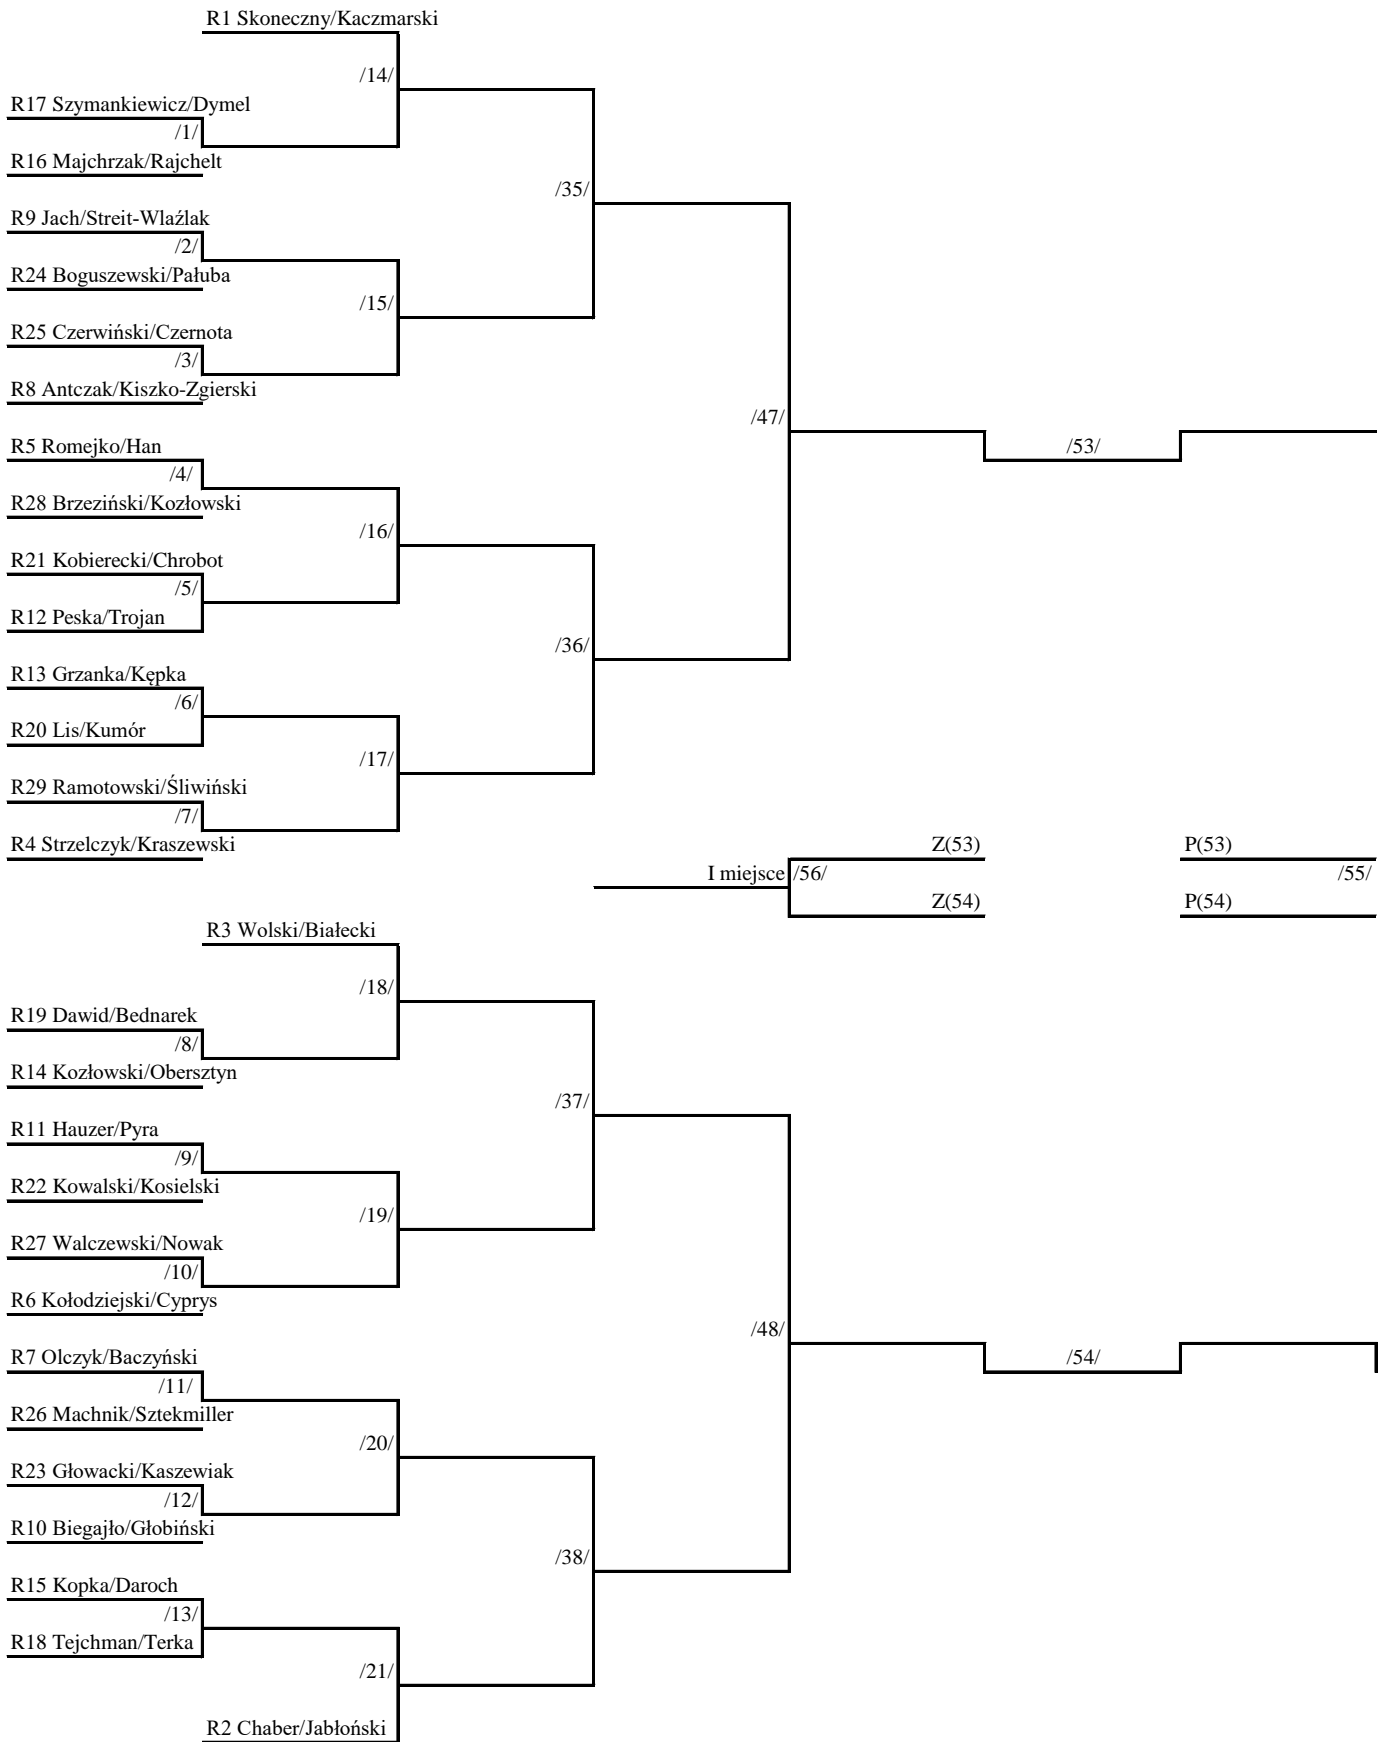 R1 Skoneczny/Kaczmarski
/14/
R17 Szymankiewicz/Dymel
/1/
R16 Majchrzak/Rajchelt
/35/
R9 Jach/Streit-Wlaźlak
/2/
R24 Boguszewski/Pałuba
/15/
R25 Czerwiński/Czernota
/3/
R8 Antczak/Kiszko-Zgierski
/47/
R5 Romejko/Han
/53/
/4/
R28 Brzeziński/Kozłowski
/16/
R21 Kobierecki/Chrobot
/5/
R12 Peska/Trojan
/36/
R13 Grzanka/Kępka
/6/
R20 Lis/Kumór
/17/
R29 Ramotowski/Śliwiński
/7/
R4 Strzelczyk/Kraszewski
Z(53)
P(53)
I miejsce /56/
/55/
Z(54)
P(54)
R3 Wolski/Białecki
/18/
R19 Dawid/Bednarek
/8/
R14 Kozłowski/Obersztyn
/37/
R11 Hauzer/Pyra
/9/
R22 Kowalski/Kosielski
/19/
R27 Walczewski/Nowak
/10/
R6 Kołodziejski/Cyprys
/48/
R7 Olczyk/Baczyński
/54/
/11/
R26 Machnik/Sztekmiller
/20/
R23 Głowacki/Kaszewiak
/12/
R10 Biegajło/Głobiński
/38/
R15 Kopka/Daroch
/13/
R18 Tejchman/Terka
/21/
R2 Chaber/Jabłoński